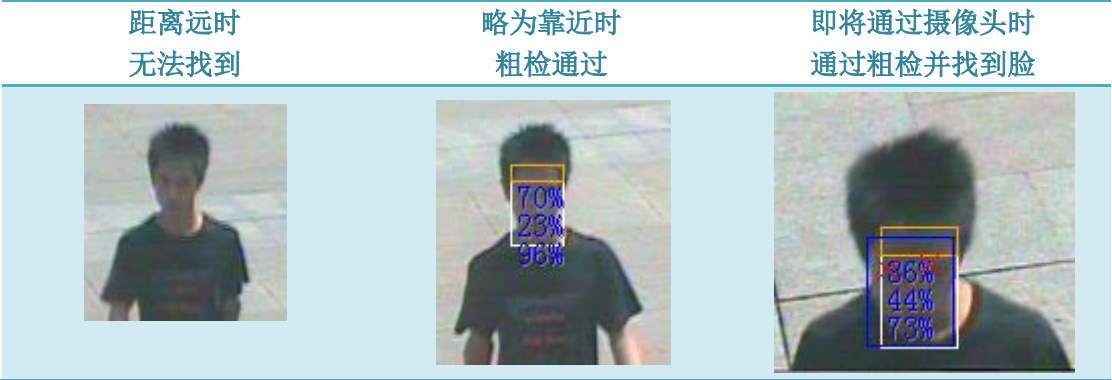 距离远时
无法找到
略为靠近时
粗检通过
即将通过摄像头时
通过粗检并找到脸
70%
23%
96%
86%
44%
73%